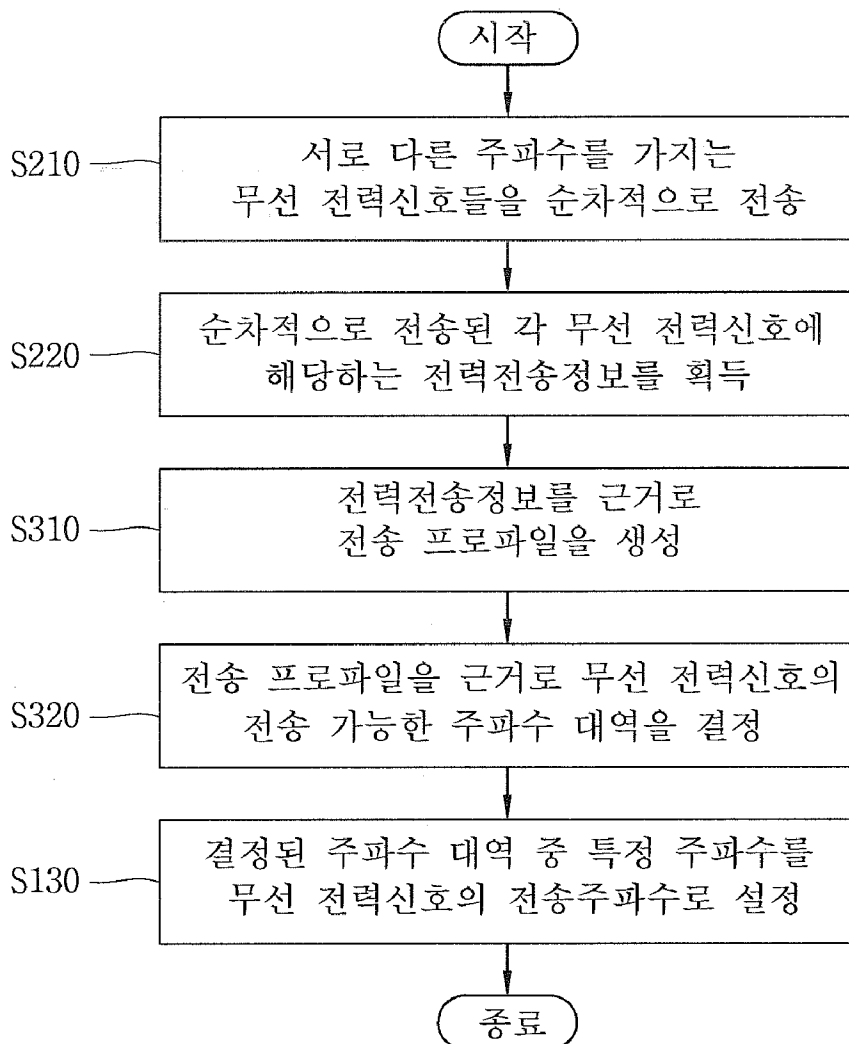 시작
S210
서로 다른 주파수를 가지는
무선 전력신호들을 순차적으로 전송
S220
순차적으로 전송된 각 무선 전력신호에
해당하는 전력전송정보를 획득
S310
전력전송정보를 근거로
전송 프로파일을 생성
S320
전송 프로파일을 근거로 무선 전력신호의
전송 가능한 주파수 대역을 결정
S130
결정된 주파수 대역 중 특정 주파수를
무선 전력신호의 전송주파수로 설정
종료